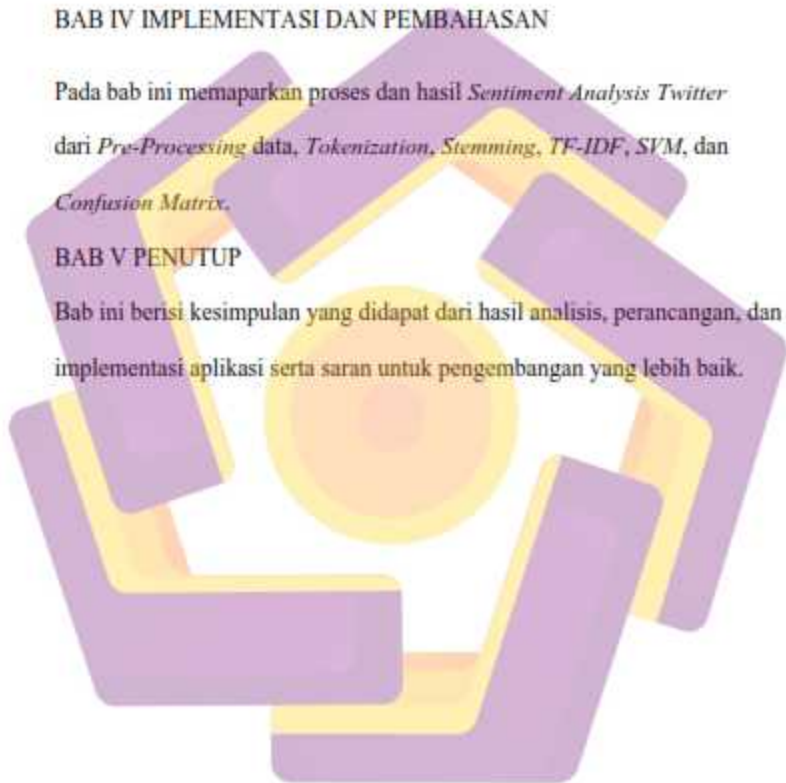 BAB IV IMPLEMENTASI DAN PEMBAHASAN
Pada bab ini memaparkan proses dan hasil Sentiment Analysis Twitter
dari Pre-Processing data, Tokenization, Stemming, TF-IDF, SVM, dan
Confusion Matrix.
BAB V PENUTUP
Bab ini berisi kesimpulan yang didapat dari hasil analisis, perancangan, dan
implementasi aplikasi serta saran untuk pengembangan yang lebih baik.